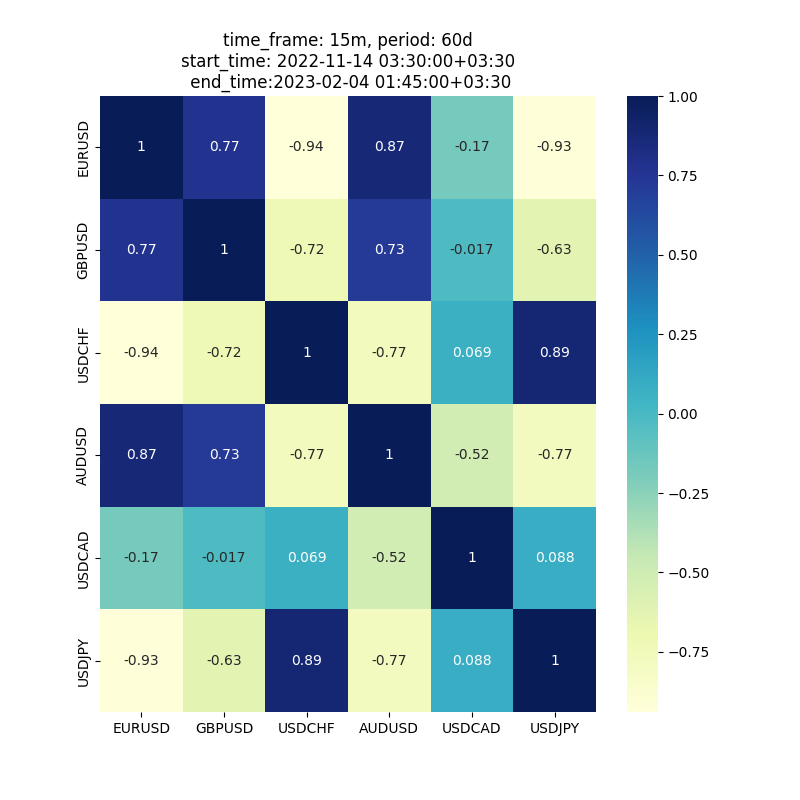 time_frame: 15m, period: 60d
start_time: 2022-11-14 03:30:00+03:30
end_time:2023-02-04 01:45:00+03:30
EURUSD 1 0.77 -0.94 0.87 -0.17 -0.93
GBPUSD 0.77 1 -0.72 0.73 -0.017 -0.63
USDCHF -0.94 -0.72 1 -0.77 0.069 0.89
AUDUSD 0.87 0.73 -0.77 1 -0.52 -0.77
USDCAD -0.17 -0.017 0.069 -0.52 1 0.088
USDJPY -0.93 -0.63 0.89 -0.77 0.088 1
EURUSD GBPUSD USDCHF AUDUSD USDCAD USDJPY
1.00
0.75
0.50
0.25
0.00
−0.25
−0.50
−0.75